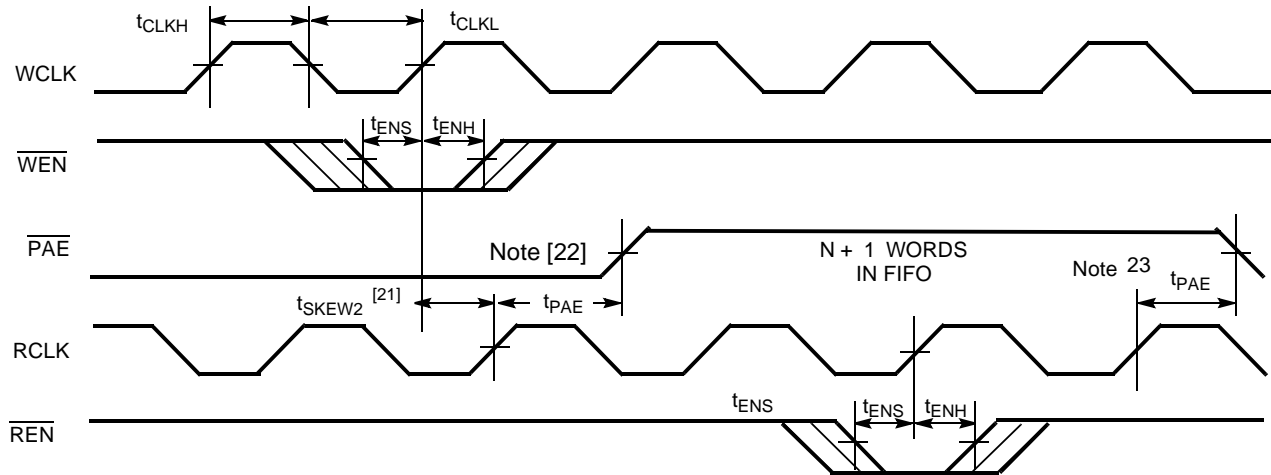 tCLKH
tCLKL
WCLK
tENS
tENH
WEN
PAE
Note [22]
N + 1 WORDS
IN FIFO
Note 23
tPAE
tSKEW2 [21]
tPAE
RCLK
tENS
tENS
tENH
REN